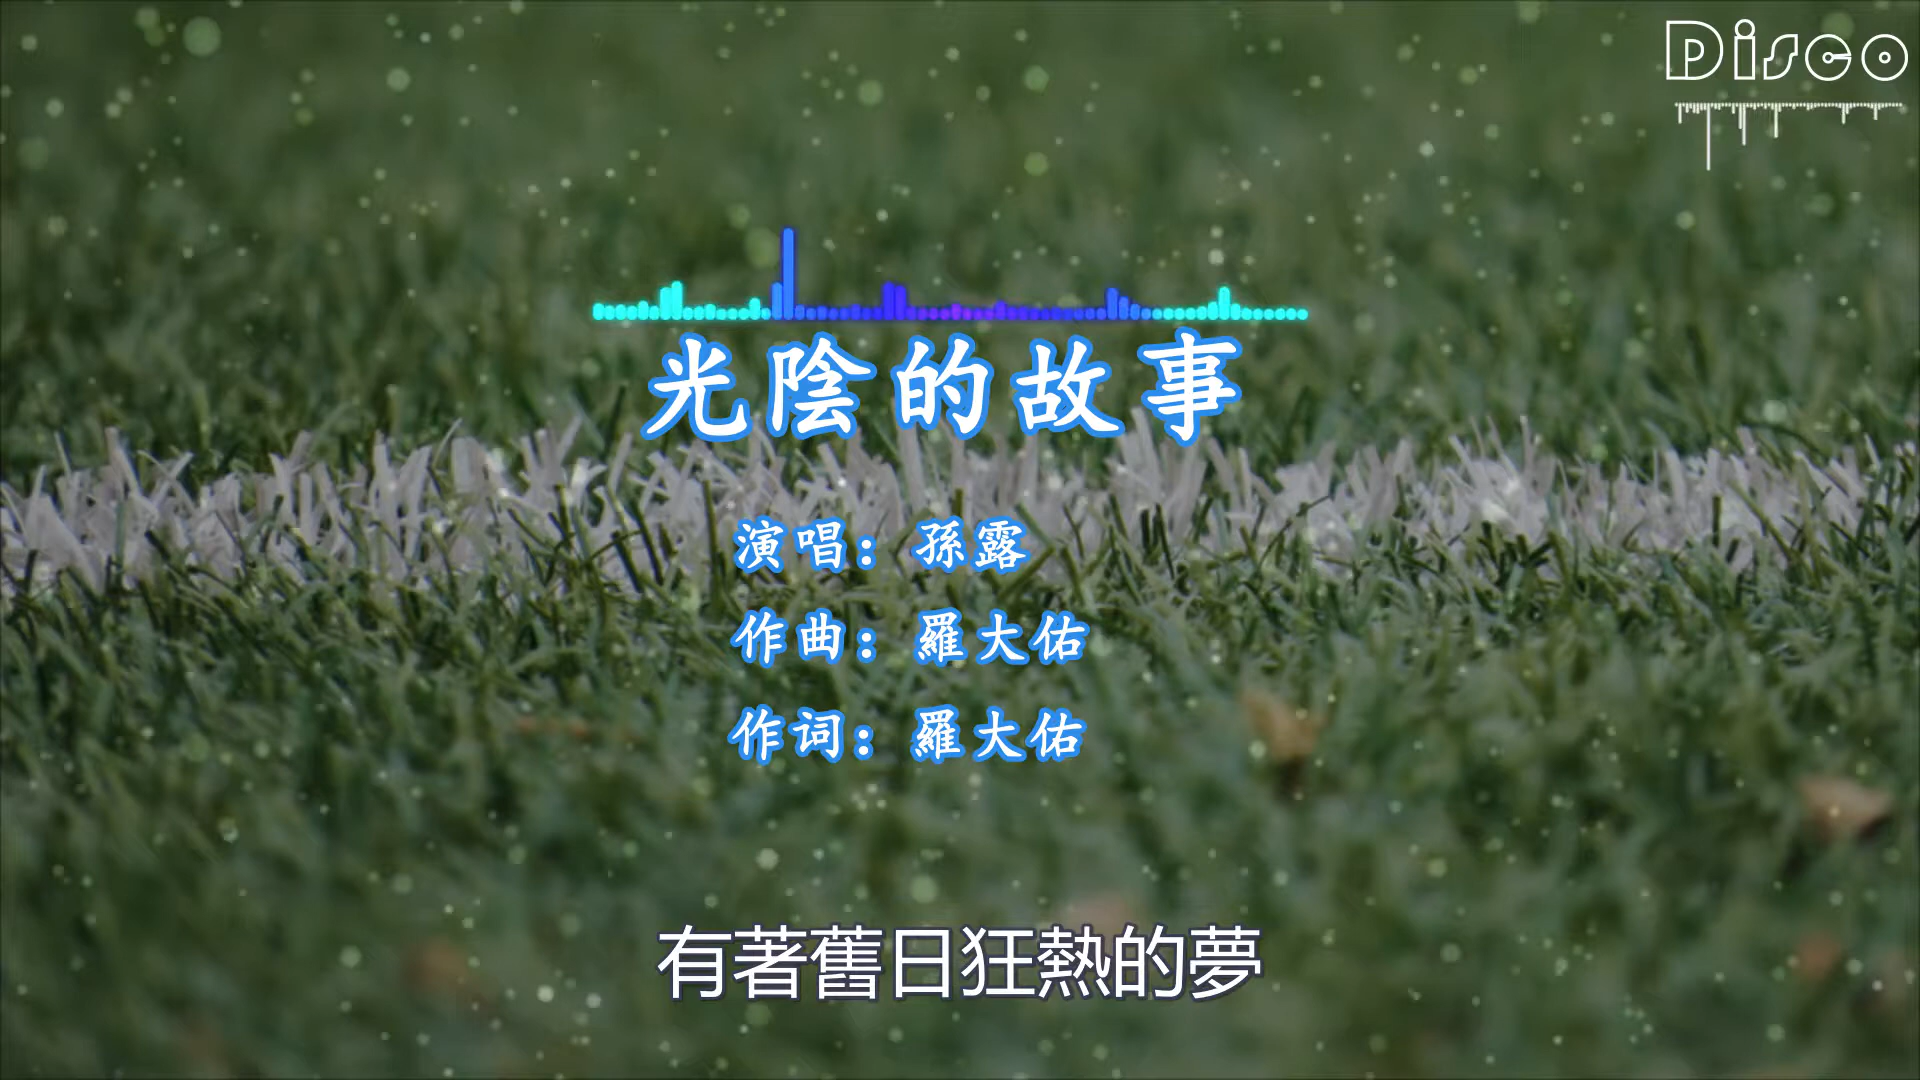 Disco
光陰的故事
演唱：孫露
作曲：羅大佑
作词：羅大佑
有著舊日狂熱的夢